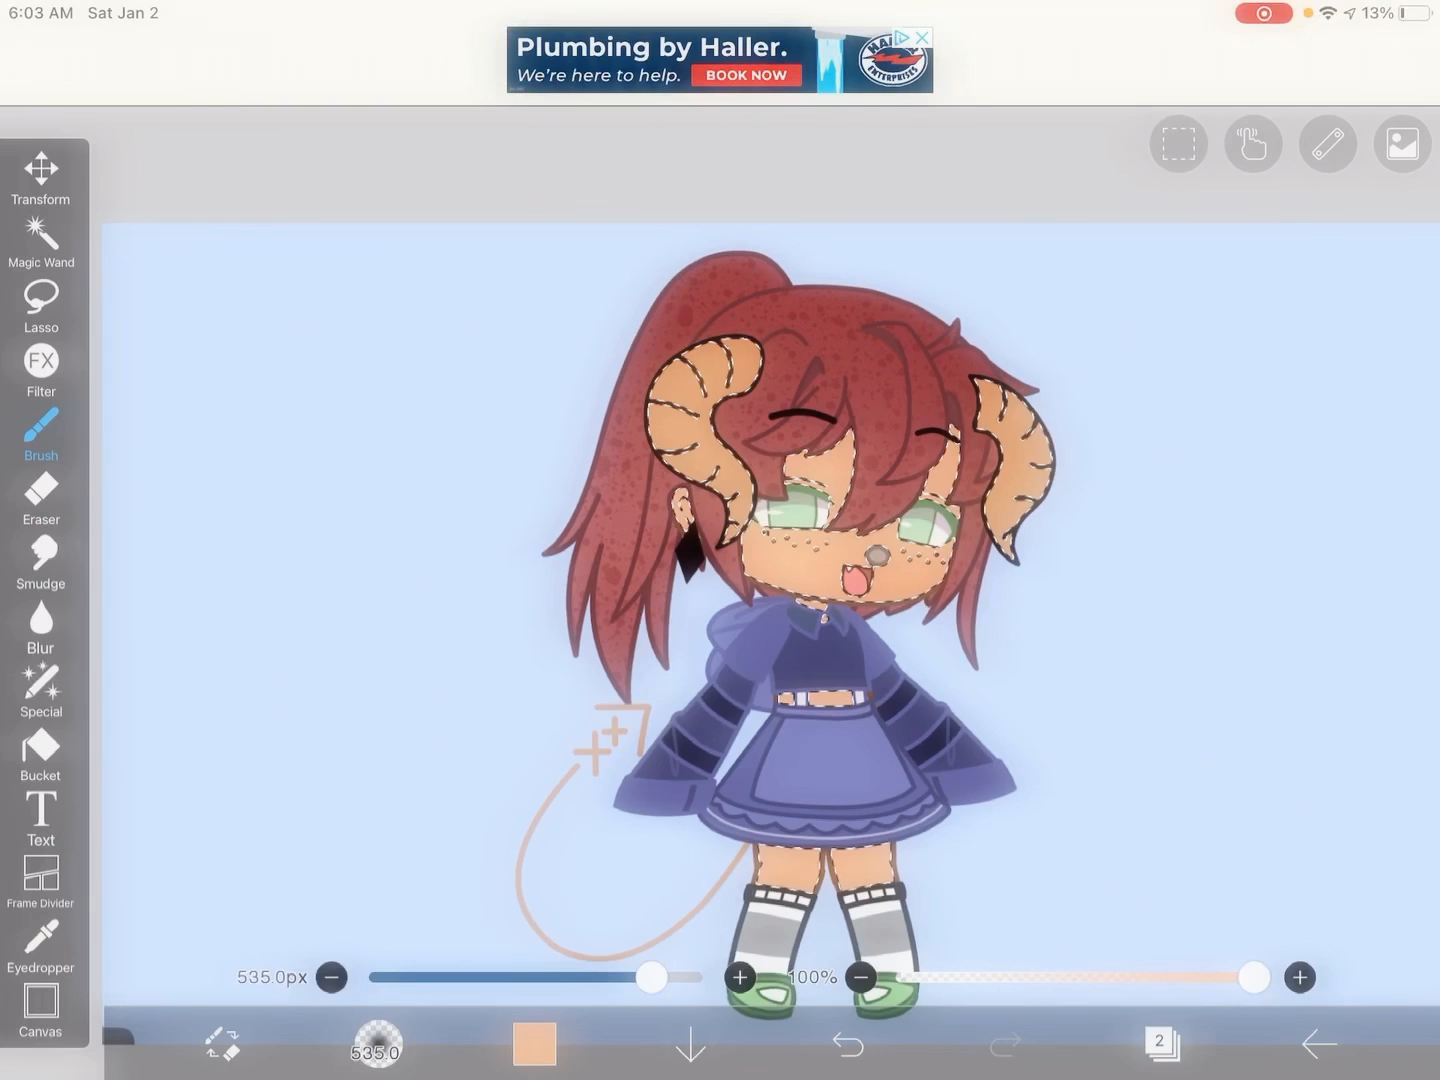 6:03 AM Sat Jan 2
13%
Plumbing by Haller.
We're here to help.
BOOK NOW
ENTERPRISES
Transform
Magic Wand
Lasso
FX
Filter
Brush
Eraser
Smudge
Blur
Special
Bucket
T
Text
Frame Divider
Eyedropper
Canvas
535.0px
100%
535.0
2